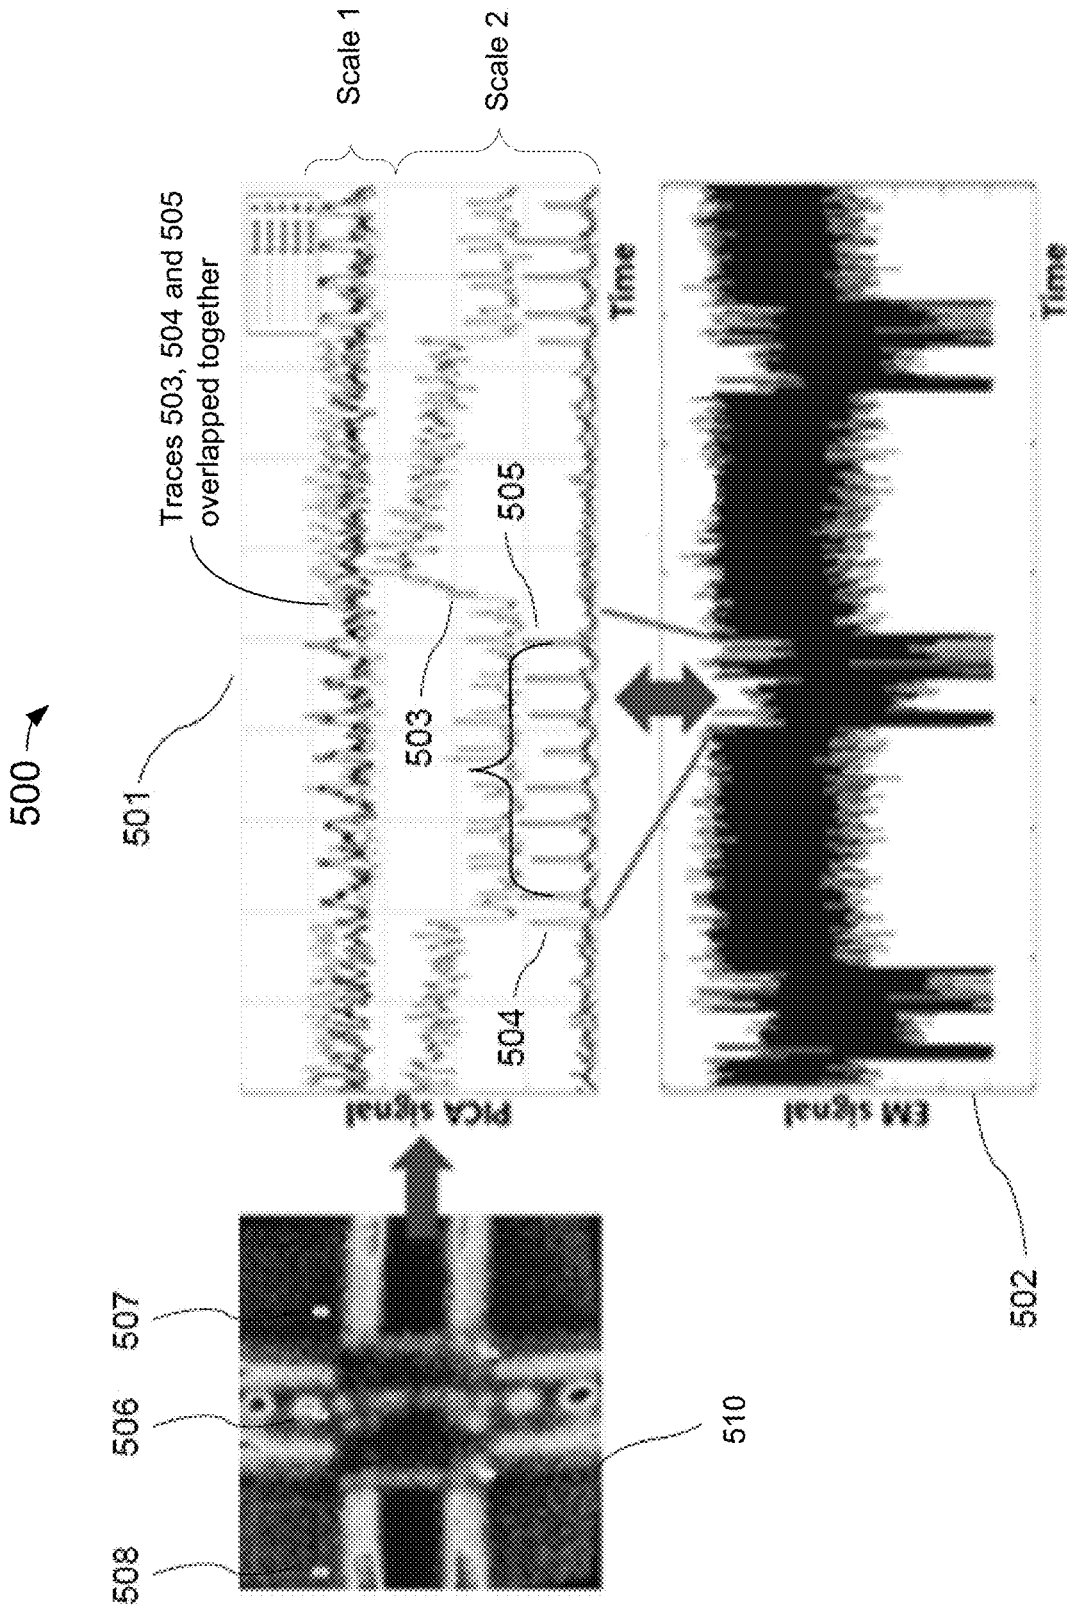 500
501
Traces 503, 504 and 505
overlapped together
Scale 1
Scale 2
503
504
505
PICA signal
Time
EM signal
Time
502
506
507
508
510